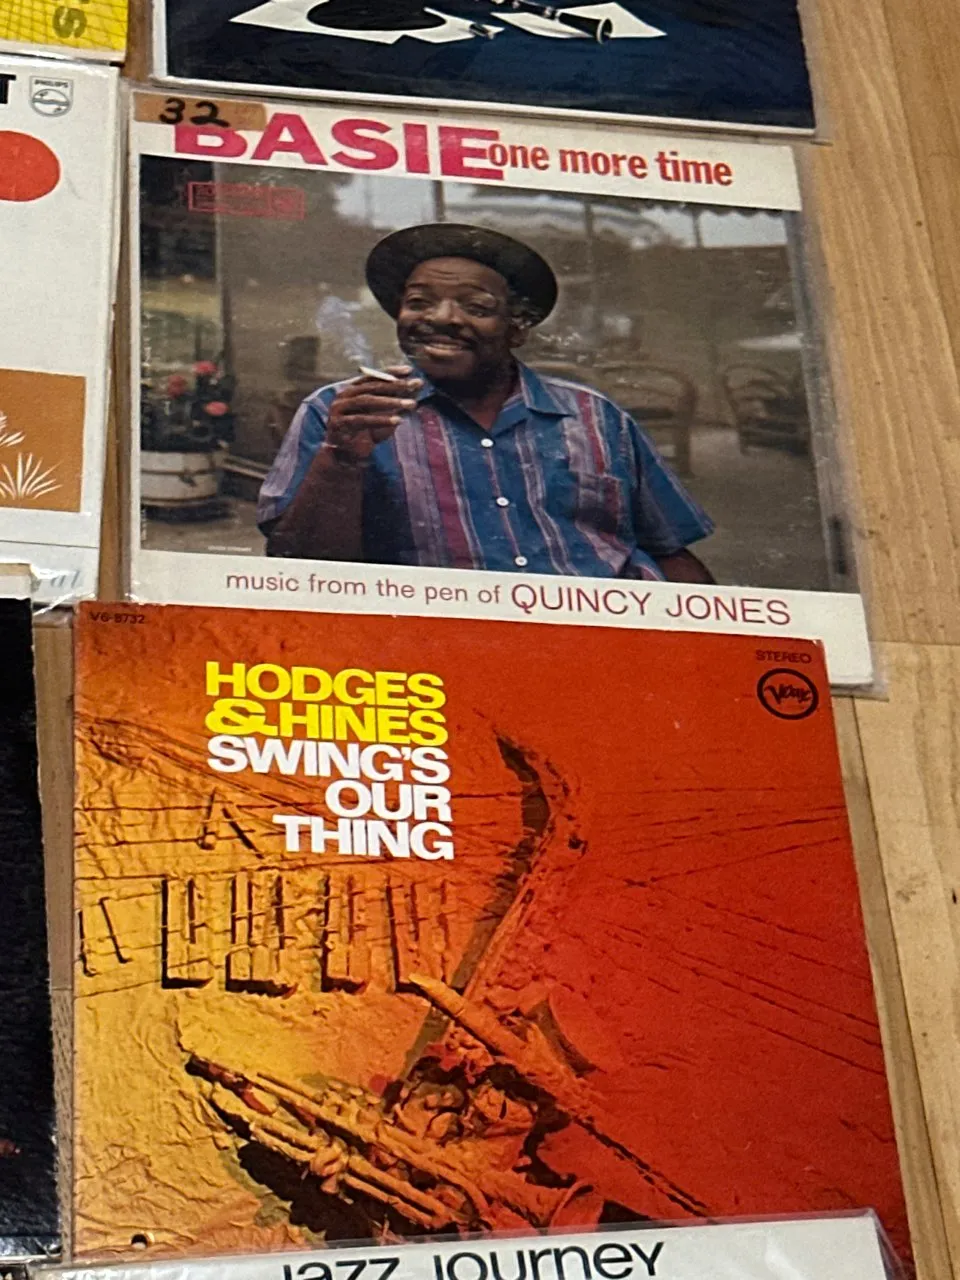 PHILIPS
32
BASIE one more time
music from the pen of QUINCY JONES
V6-8732
STEREO
Verve
HODGES
& HINES
SWING'S
OUR
THING
jazz journey